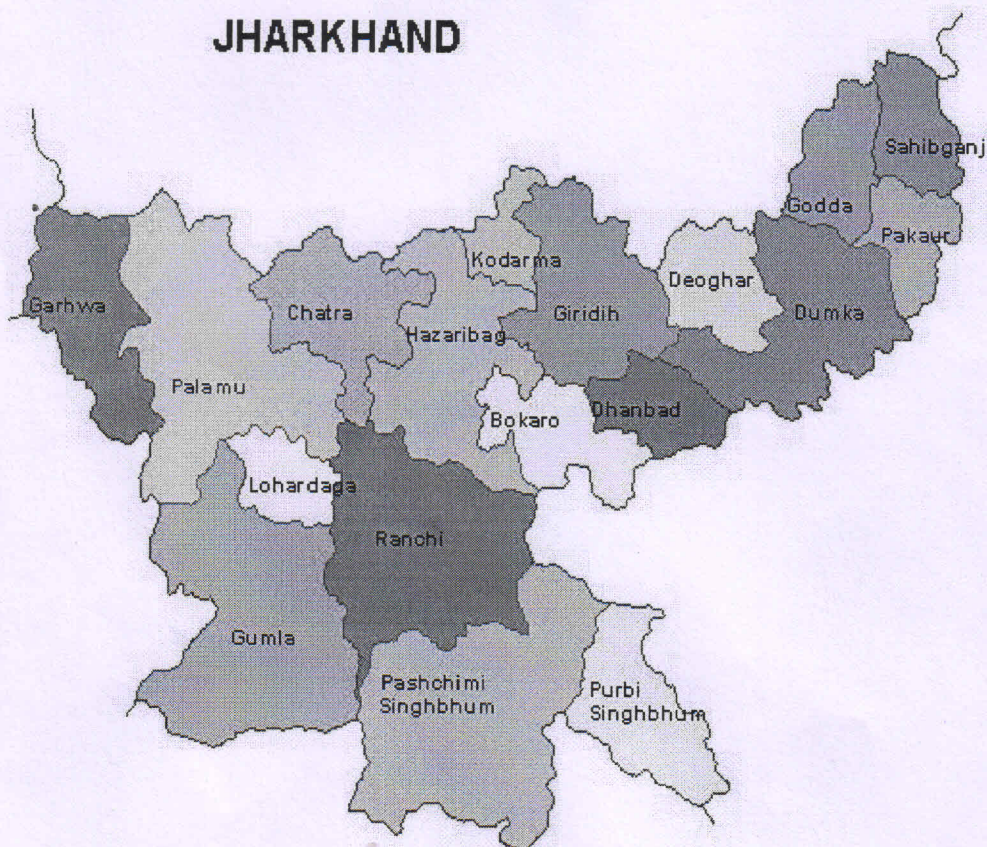 JHARKHAND
Sahibganj
Godda
Pakaur
Kodarma
Deoghar
Garhwa
Chatra
Hazaribag
Giridih
Dumka
Palamu
Bokaro
Dhanbad
Lohardaga
Ranchi
Gumla
Pashchimi
Singhbhum
Purbi
Singhbhum